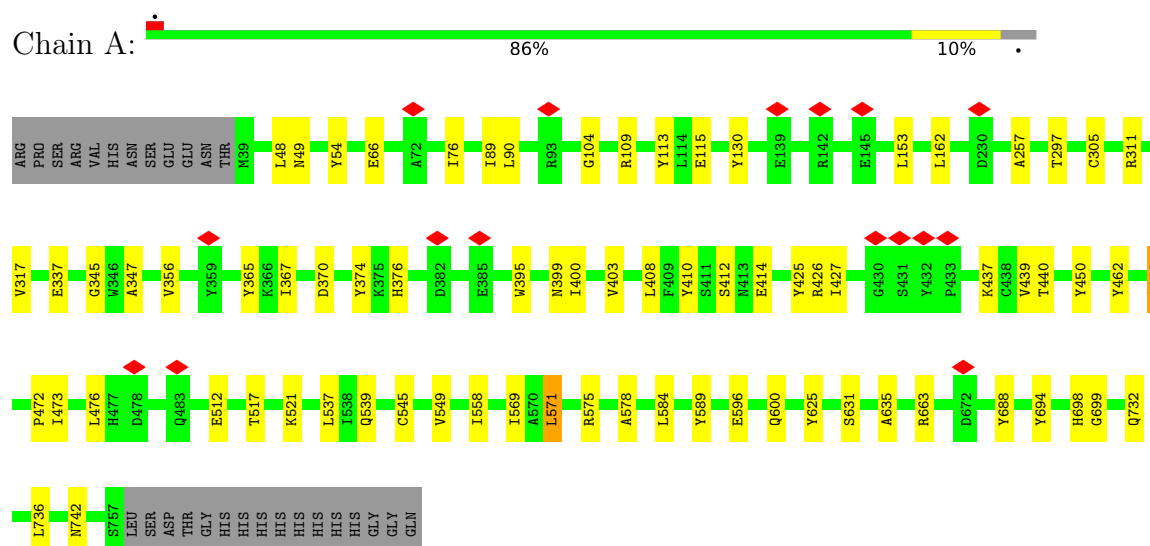 Chain A:
86% 10%
ARG PRO SER ARG VAL HIS ASN SER GLU GLU ASN THR M39 L48 N49 Y54 E66 A72 I76 I89 L90 R93 G104 R109 Y113 L114 E115 Y130 E139 R142 E145 L153 L162 D230 A257 T297 C305 R311
V317 E337 G345 W346 A347 V356 Y359 Y365 K366 I367 D370 Y374 K375 H376 D382 E385 W395 N399 I400 V403 L408 F409 Y410 S411 S412 N413 E414 Y425 R426 I427 G430 S431 Y432 P433 K437 C438 V439 T440 Y450 Y462
P472 I473 L476 H477 D478 Q483 E512 T517 K521 L537 I538 Q539 C545 V549 I558 I569 A570 L571 R575 A578 L584 Y589 E596 Q600 Y625 S631 A635 R663 D672 Y688 Y694 H698 G699 Q732
L736 N742 S757 LEU SER ASP THR GLY HIS HIS HIS HIS HIS HIS HIS HIS GLY GLY GLN